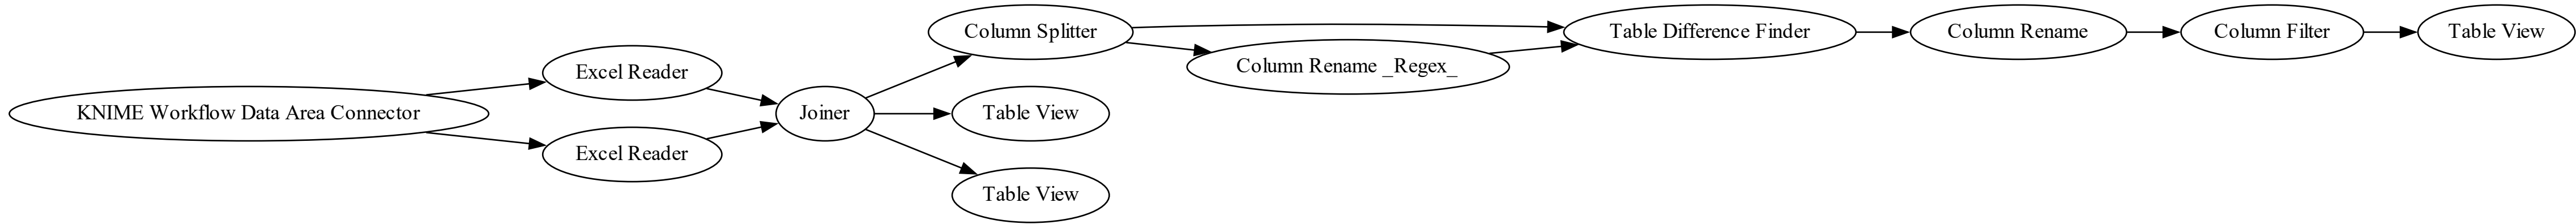 KNIME Workflow Data Area Connector
Excel Reader
Excel Reader
Joiner
Column Splitter
Table View
Table View
Column Rename _Regex_
Table Difference Finder
Column Rename
Column Filter
Table View